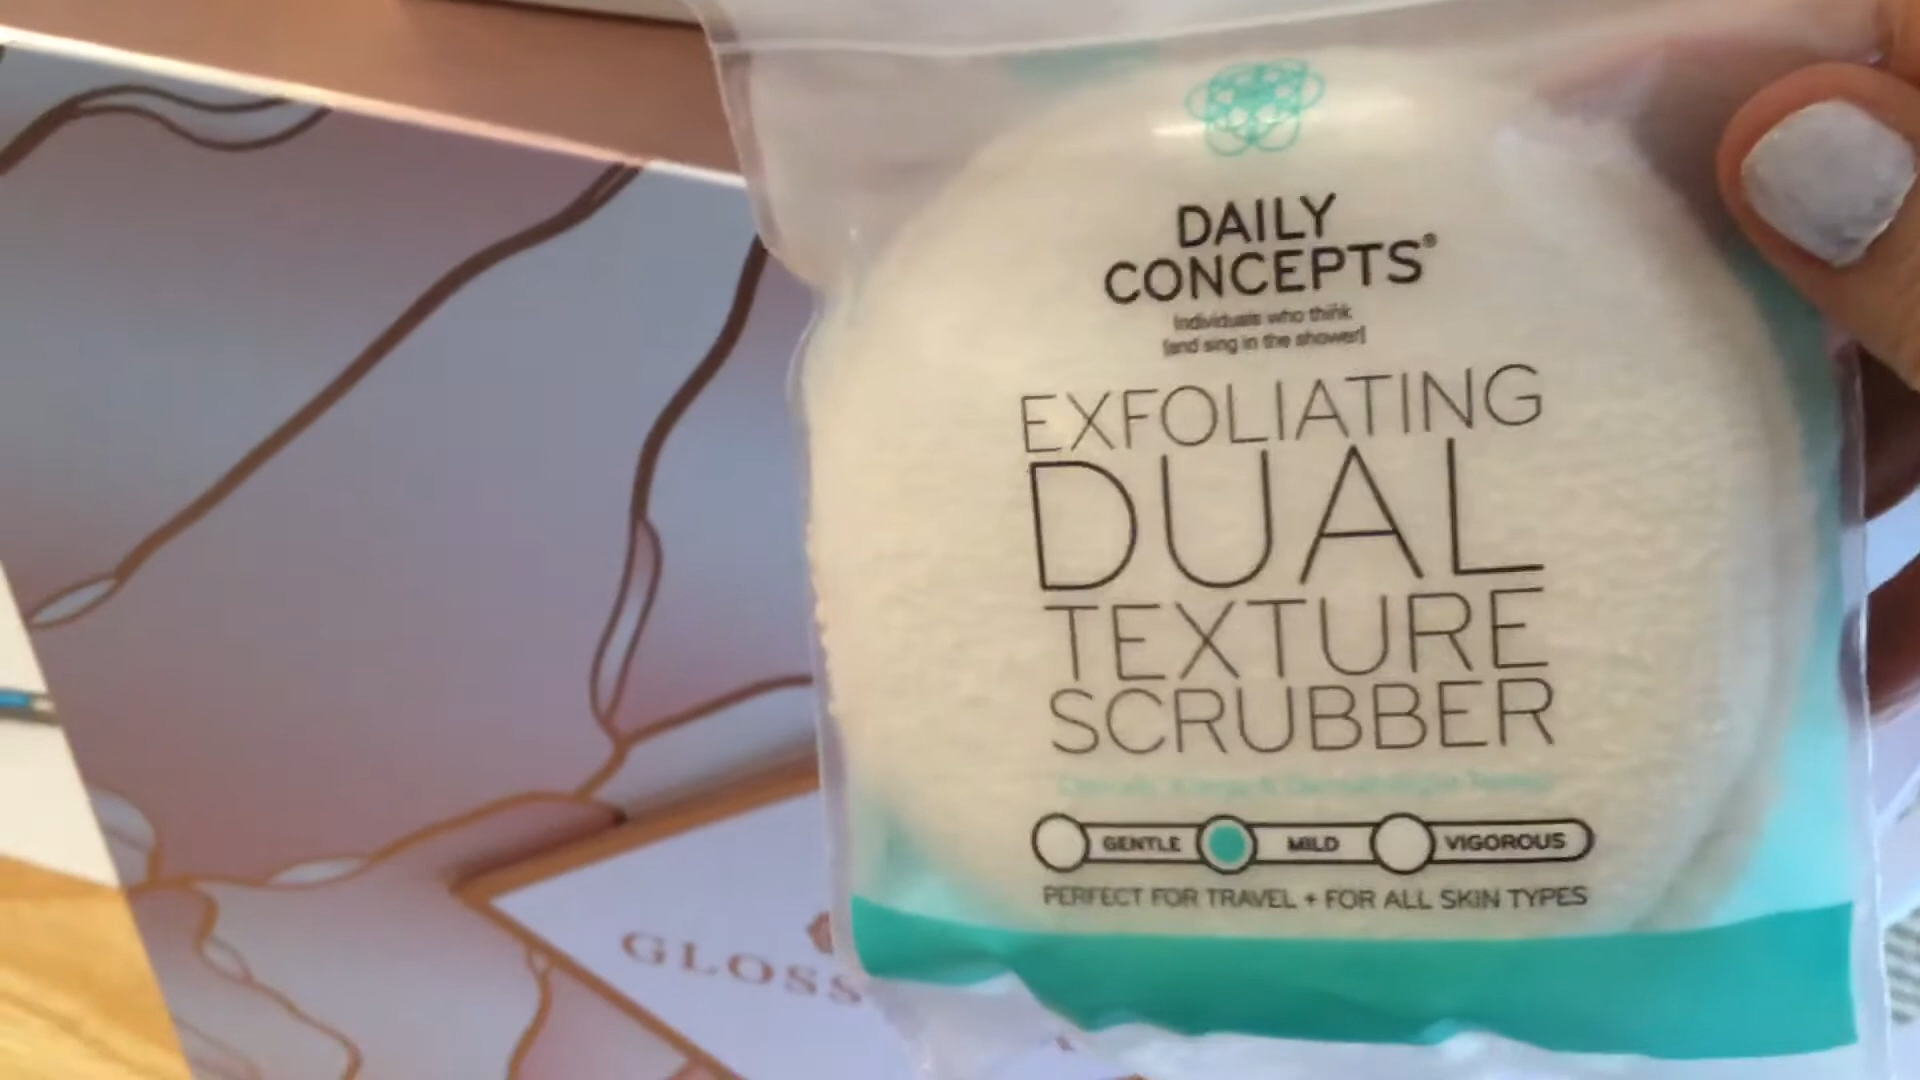 DAILY
CONCEPTS®
Individuals who think
[and sing in the shower]
EXFOLIATING
DUAL
TEXTURE
SCRUBBER
GENTLE MILD VIGOROUS
PERFECT FOR TRAVEL + FOR ALL SKIN TYPES
GLOSS